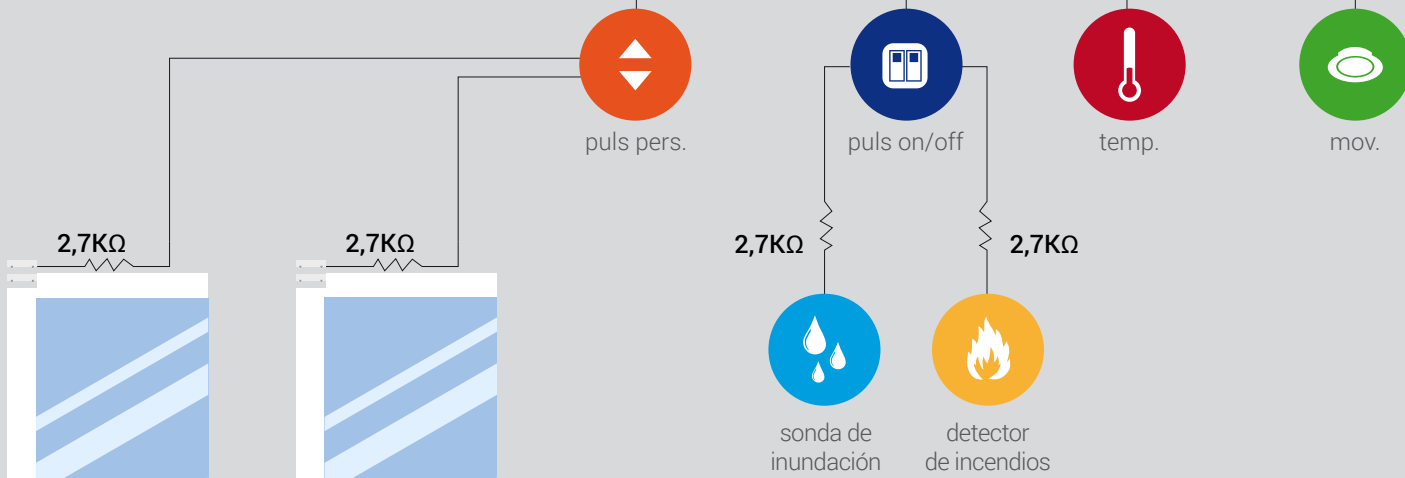 puls pers.
puls on/off
temp.
mov.
2,7KΩ
2,7KΩ
2,7KΩ
2,7KΩ
sonda de
inundación
detector
de incendios